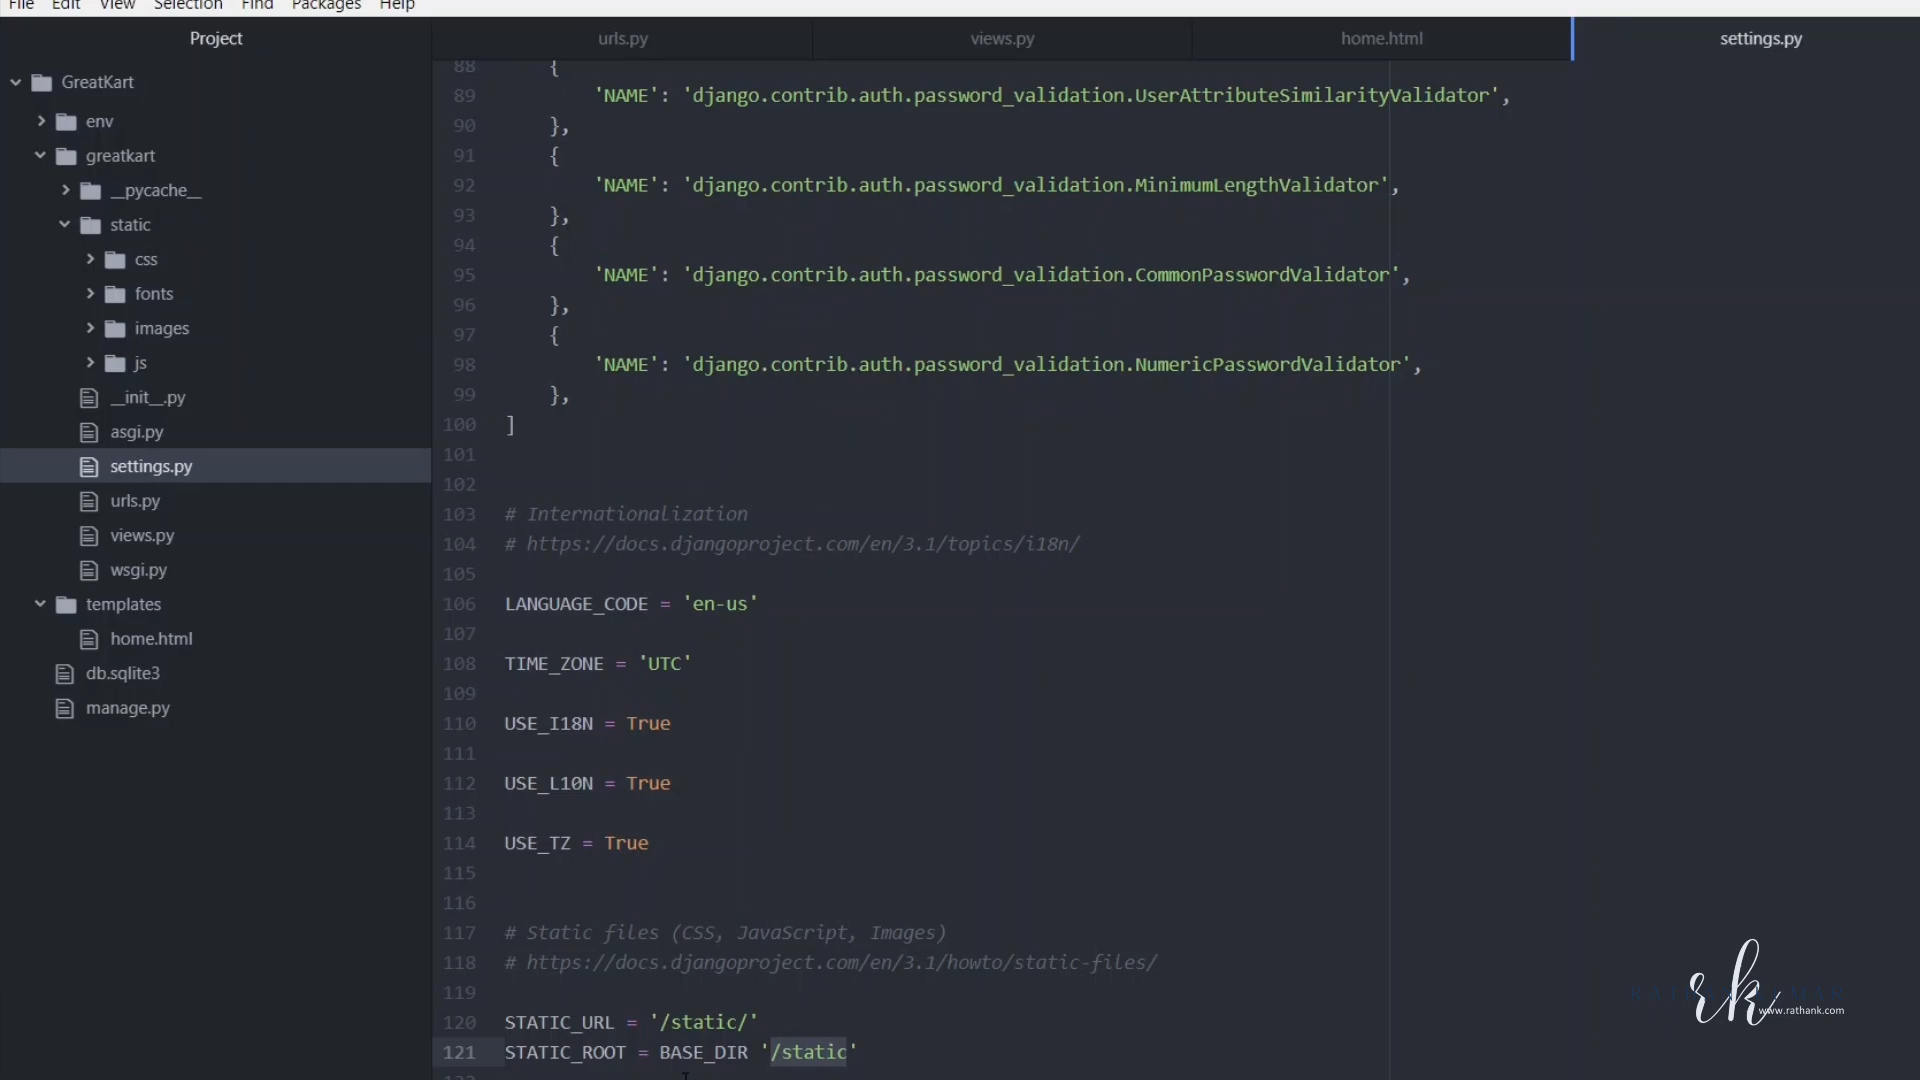 File Edit View Selection Find Packages Help
Project
urls.py views.py home.html settings.py
GreatKart
env
greatkart
__pycache__
static
css
fonts
images
js
__init__.py
asgi.py
settings.py
urls.py
views.py
wsgi.py
templates
home.html
db.sqlite3
manage.py
88 {
89 'NAME': 'django.contrib.auth.password_validation.UserAttributeSimilarityValidator',
90 },
91 {
92 'NAME': 'django.contrib.auth.password_validation.MinimumLengthValidator',
93 },
94 {
95 'NAME': 'django.contrib.auth.password_validation.CommonPasswordValidator',
96 },
97 {
98 'NAME': 'django.contrib.auth.password_validation.NumericPasswordValidator',
99 },
100 ]
101
102
103 # Internationalization
104 # https://docs.djangoproject.com/en/3.1/topics/i18n/
105
106 LANGUAGE_CODE = 'en-us'
107
108 TIME_ZONE = 'UTC'
109
110 USE_I18N = True
111
112 USE_L10N = True
113
114 USE_TZ = True
115
116
117 # Static files (CSS, JavaScript, Images)
118 # https://docs.djangoproject.com/en/3.1/howto/static-files/
119
120 STATIC_URL = '/static/'
121 STATIC_ROOT = BASE_DIR '/static'
rk
www.rathank.com